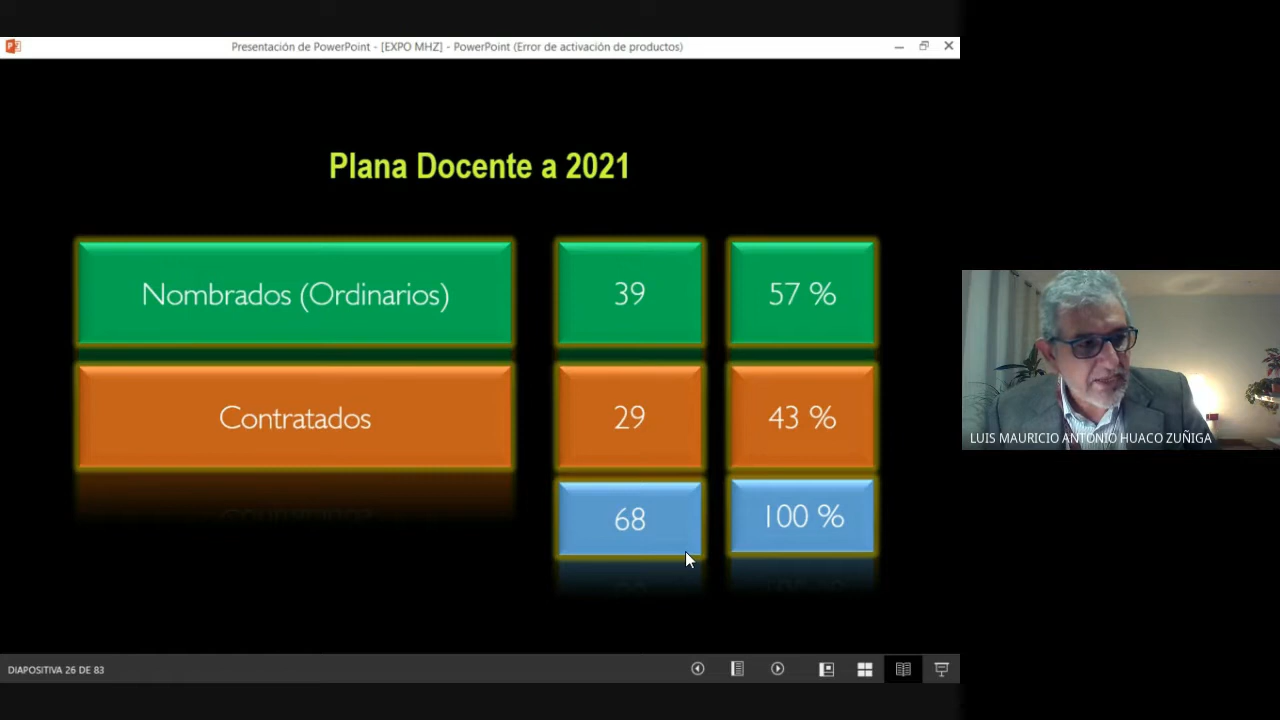 Presentación de PowerPoint - [EXPO MHZ] - PowerPoint (Error de activación de productos)
Plana Docente a 2021
Nombrados (Ordinarios) 39 57 %
Contratados 29 43 %
68 100 %
LUIS MAURICIO ANTONIO HUACO ZUÑIGA
DIAPOSITIVA 26 DE 83